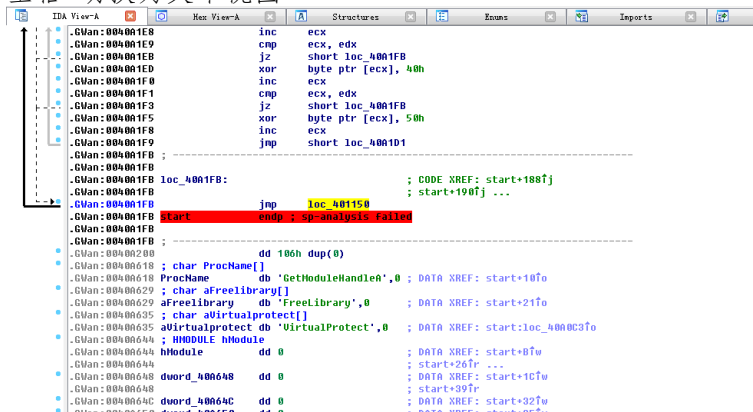 IDA View-A Hex View-A Structures Enums Imports
.GWan:0040A1E8 inc ecx
.GWan:0040A1E9 cmp ecx, edx
.GWan:0040A1EB jz short loc_40A1FB
.GWan:0040A1ED xor byte ptr [ecx], 40h
.GWan:0040A1F0 inc ecx
.GWan:0040A1F1 cmp ecx, edx
.GWan:0040A1F3 jz short loc_40A1FB
.GWan:0040A1F5 xor byte ptr [ecx], 50h
.GWan:0040A1F8 inc ecx
.GWan:0040A1F9 jmp short loc_40A1D1
.GWan:0040A1FB ; ---------------------------------------------------------------------------
.GWan:0040A1FB
.GWan:0040A1FB loc_40A1FB: ; CODE XREF: start+188↑j
.GWan:0040A1FB ; start+190↑j ...
.GWan:0040A1FB jmp loc_401150
.GWan:0040A1FB start endp ; sp-analysis failed
.GWan:0040A1FB
.GWan:0040A1FB ; ---------------------------------------------------------------------------
.GWan:0040A200 dd 106h dup(0)
.GWan:0040A618 ; char ProcName[]
.GWan:0040A618 ProcName db 'GetModuleHandleA',0 ; DATA XREF: start+10↑o
.GWan:0040A629 ; char aFreelibrary[]
.GWan:0040A629 aFreelibrary db 'FreeLibrary',0 ; DATA XREF: start+21↑o
.GWan:0040A635 ; char aVirtualprotect[]
.GWan:0040A635 aVirtualprotect db 'VirtualProtect',0 ; DATA XREF: start:loc_40A0C3↑o
.GWan:0040A644 ; HMODULE hModule
.GWan:0040A644 hModule dd 0 ; DATA XREF: start+B↑w
.GWan:0040A644 ; start+26↑r ...
.GWan:0040A648 dword_40A648 dd 0 ; DATA XREF: start+1C↑w
.GWan:0040A648 ; start+39↑r
.GWan:0040A64C dword_40A64C dd 0 ; DATA XREF: start+32↑w